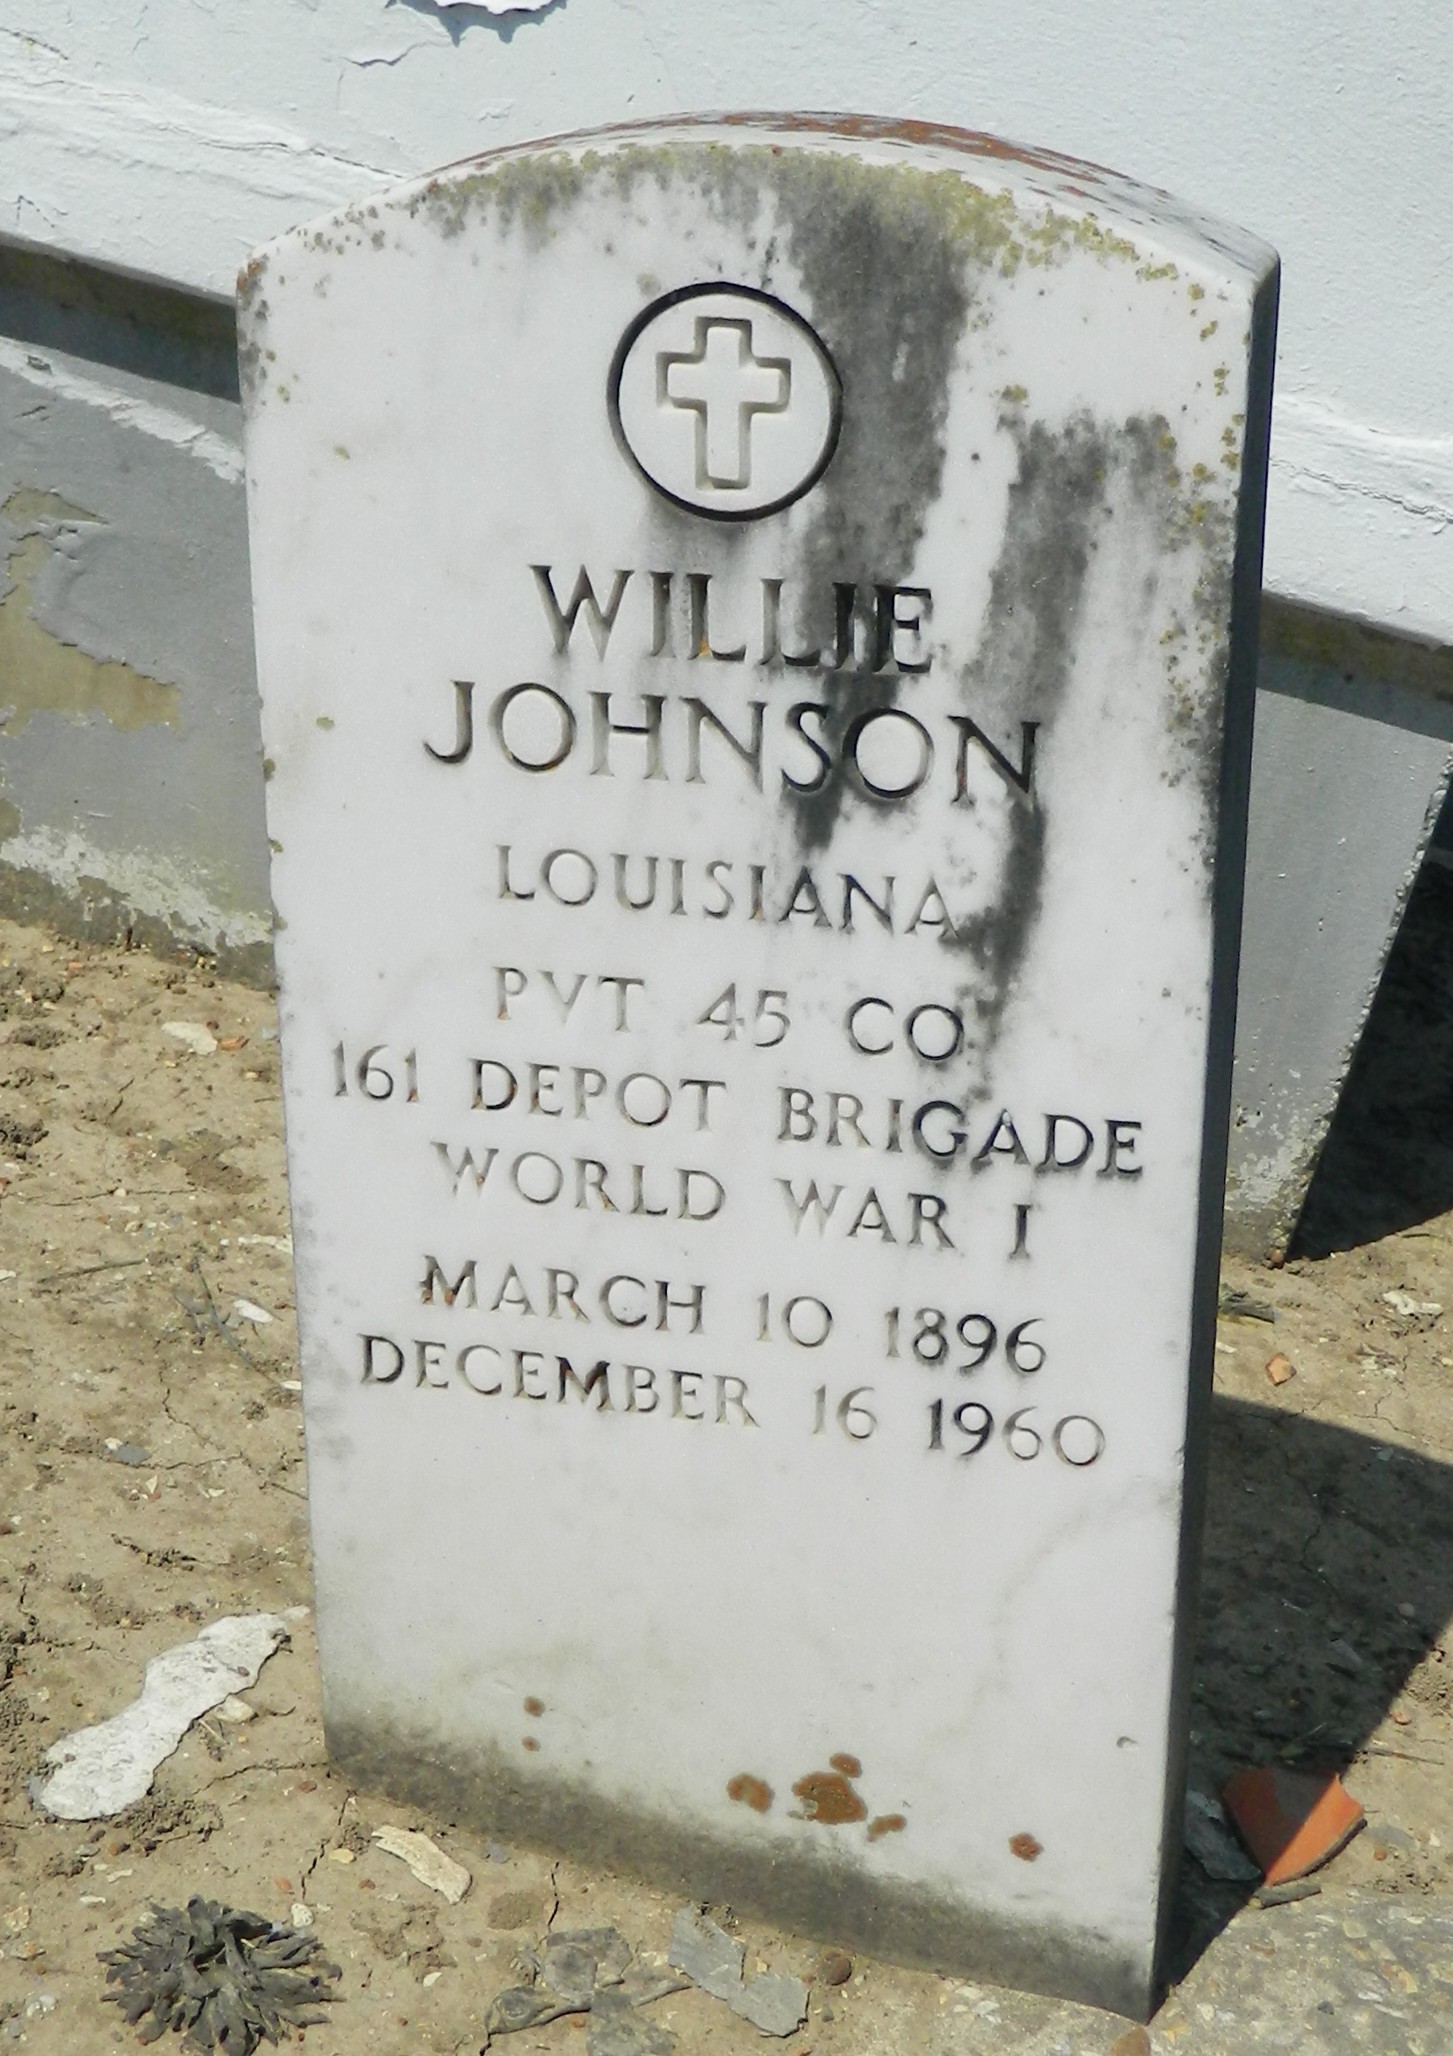 WILLIE
JOHNSON
LOUISIANA
PVT 45 CO
161 DEPOT BRIGADE
WORLD WAR I
MARCH 10 1896
DECEMBER 16 1960